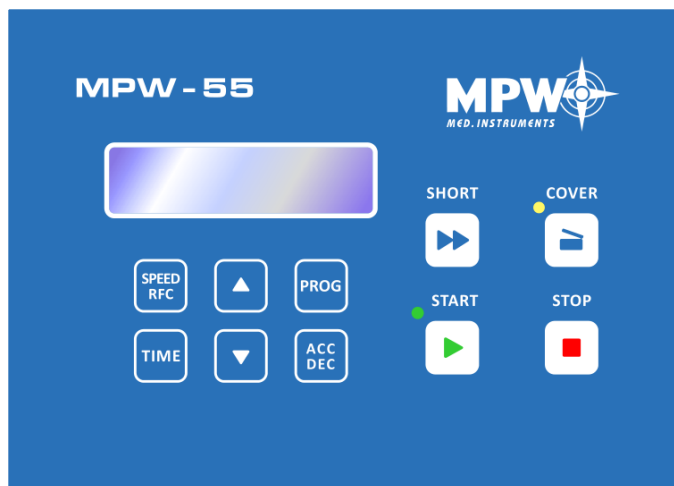 MPW - 55
MPW
MED. INSTRUMENTS
SHORT
COVER
SPEED
RFC
PROG
START
STOP
TIME
ACC
DEC